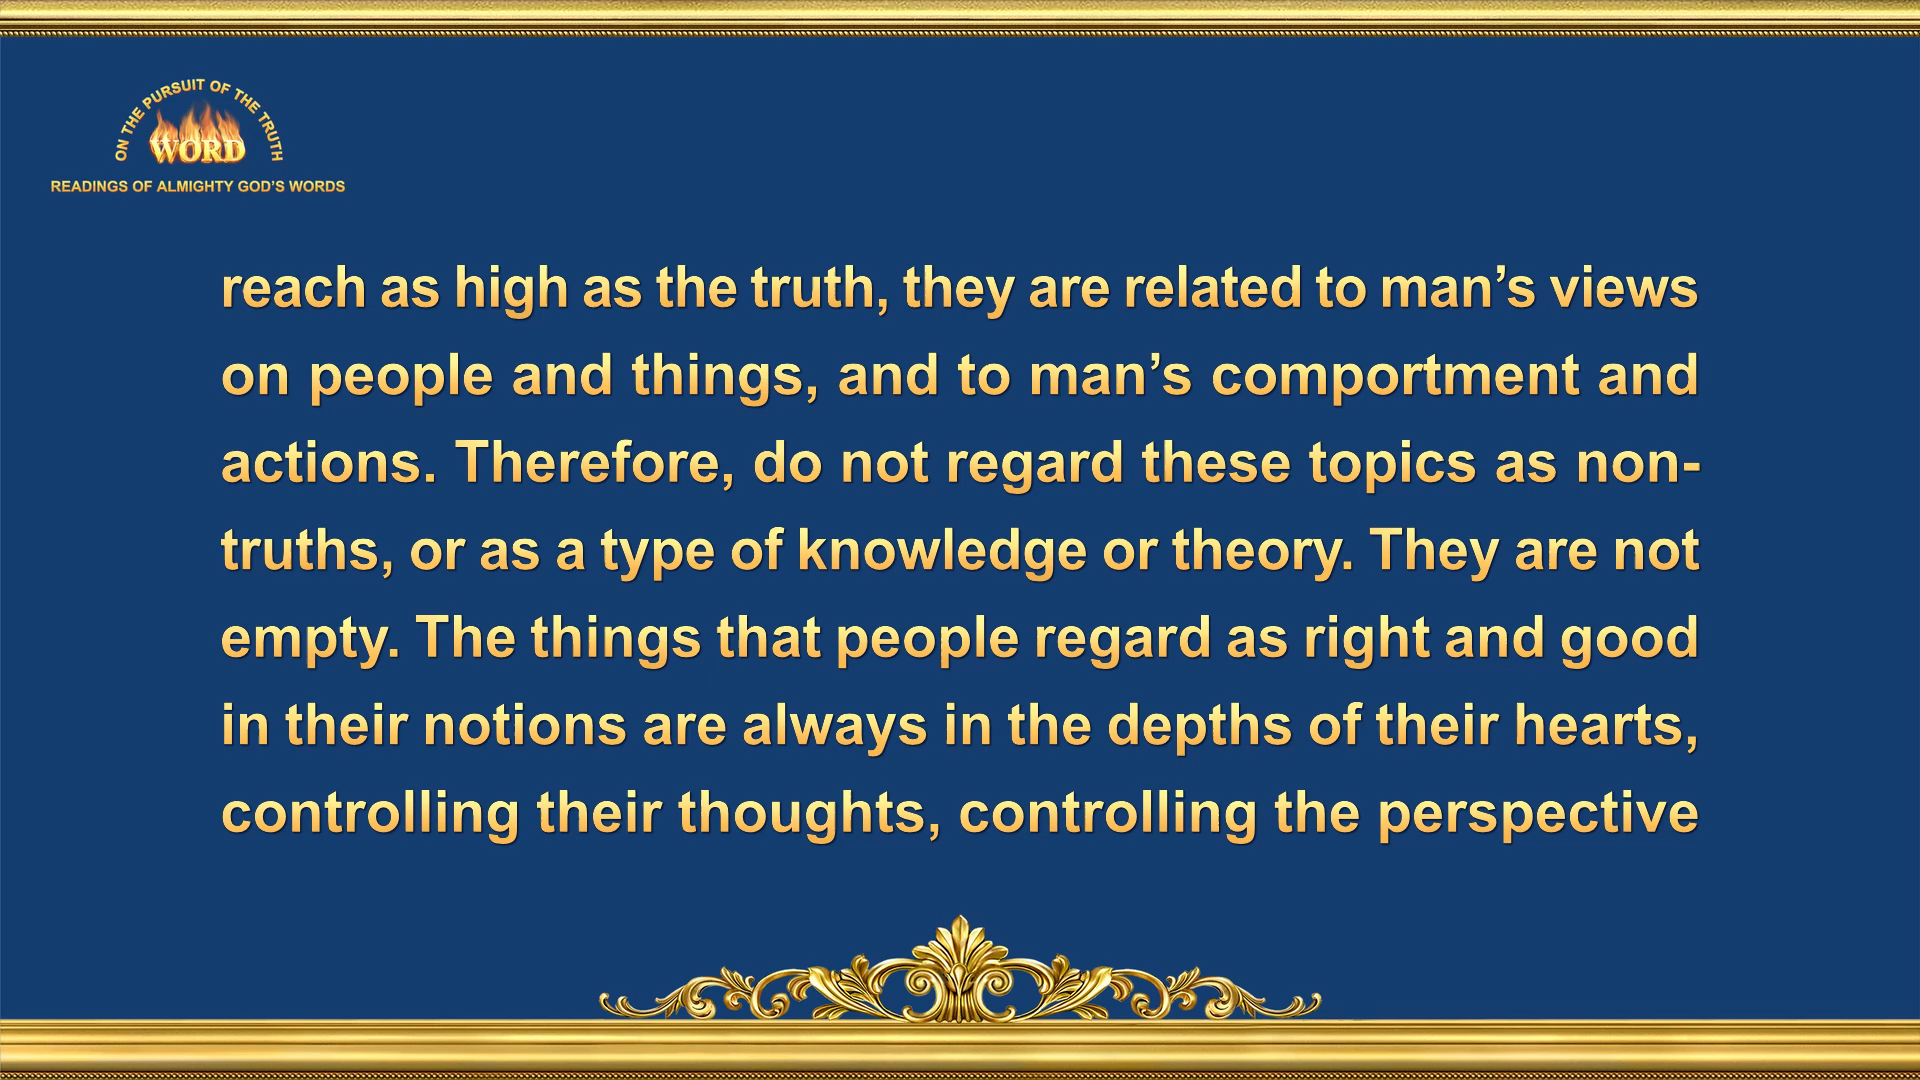 ON THE PURSUIT OF THE TRUTH
WORD
READINGS OF ALMIGHTY GOD’S WORDS
reach as high as the truth, they are related to man’s views
on people and things, and to man’s comportment and
actions. Therefore, do not regard these topics as non-
truths, or as a type of knowledge or theory. They are not
empty. The things that people regard as right and good
in their notions are always in the depths of their hearts,
controlling their thoughts, controlling the perspective